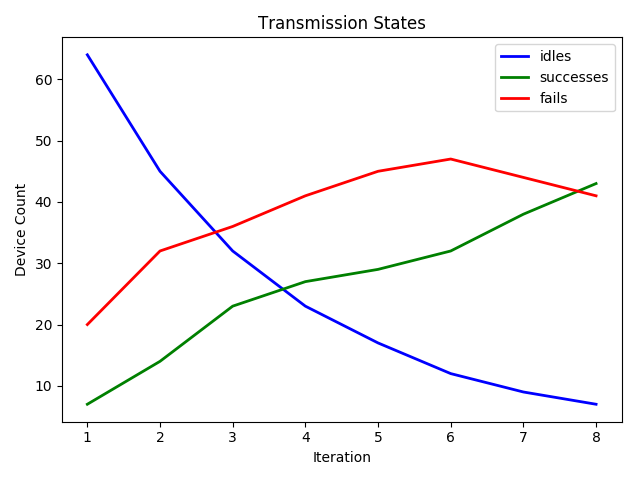 Transmission States
idles
successes
fails
Device Count
60
50
40
30
20
10
1 2 3 4 5 6 7 8
Iteration